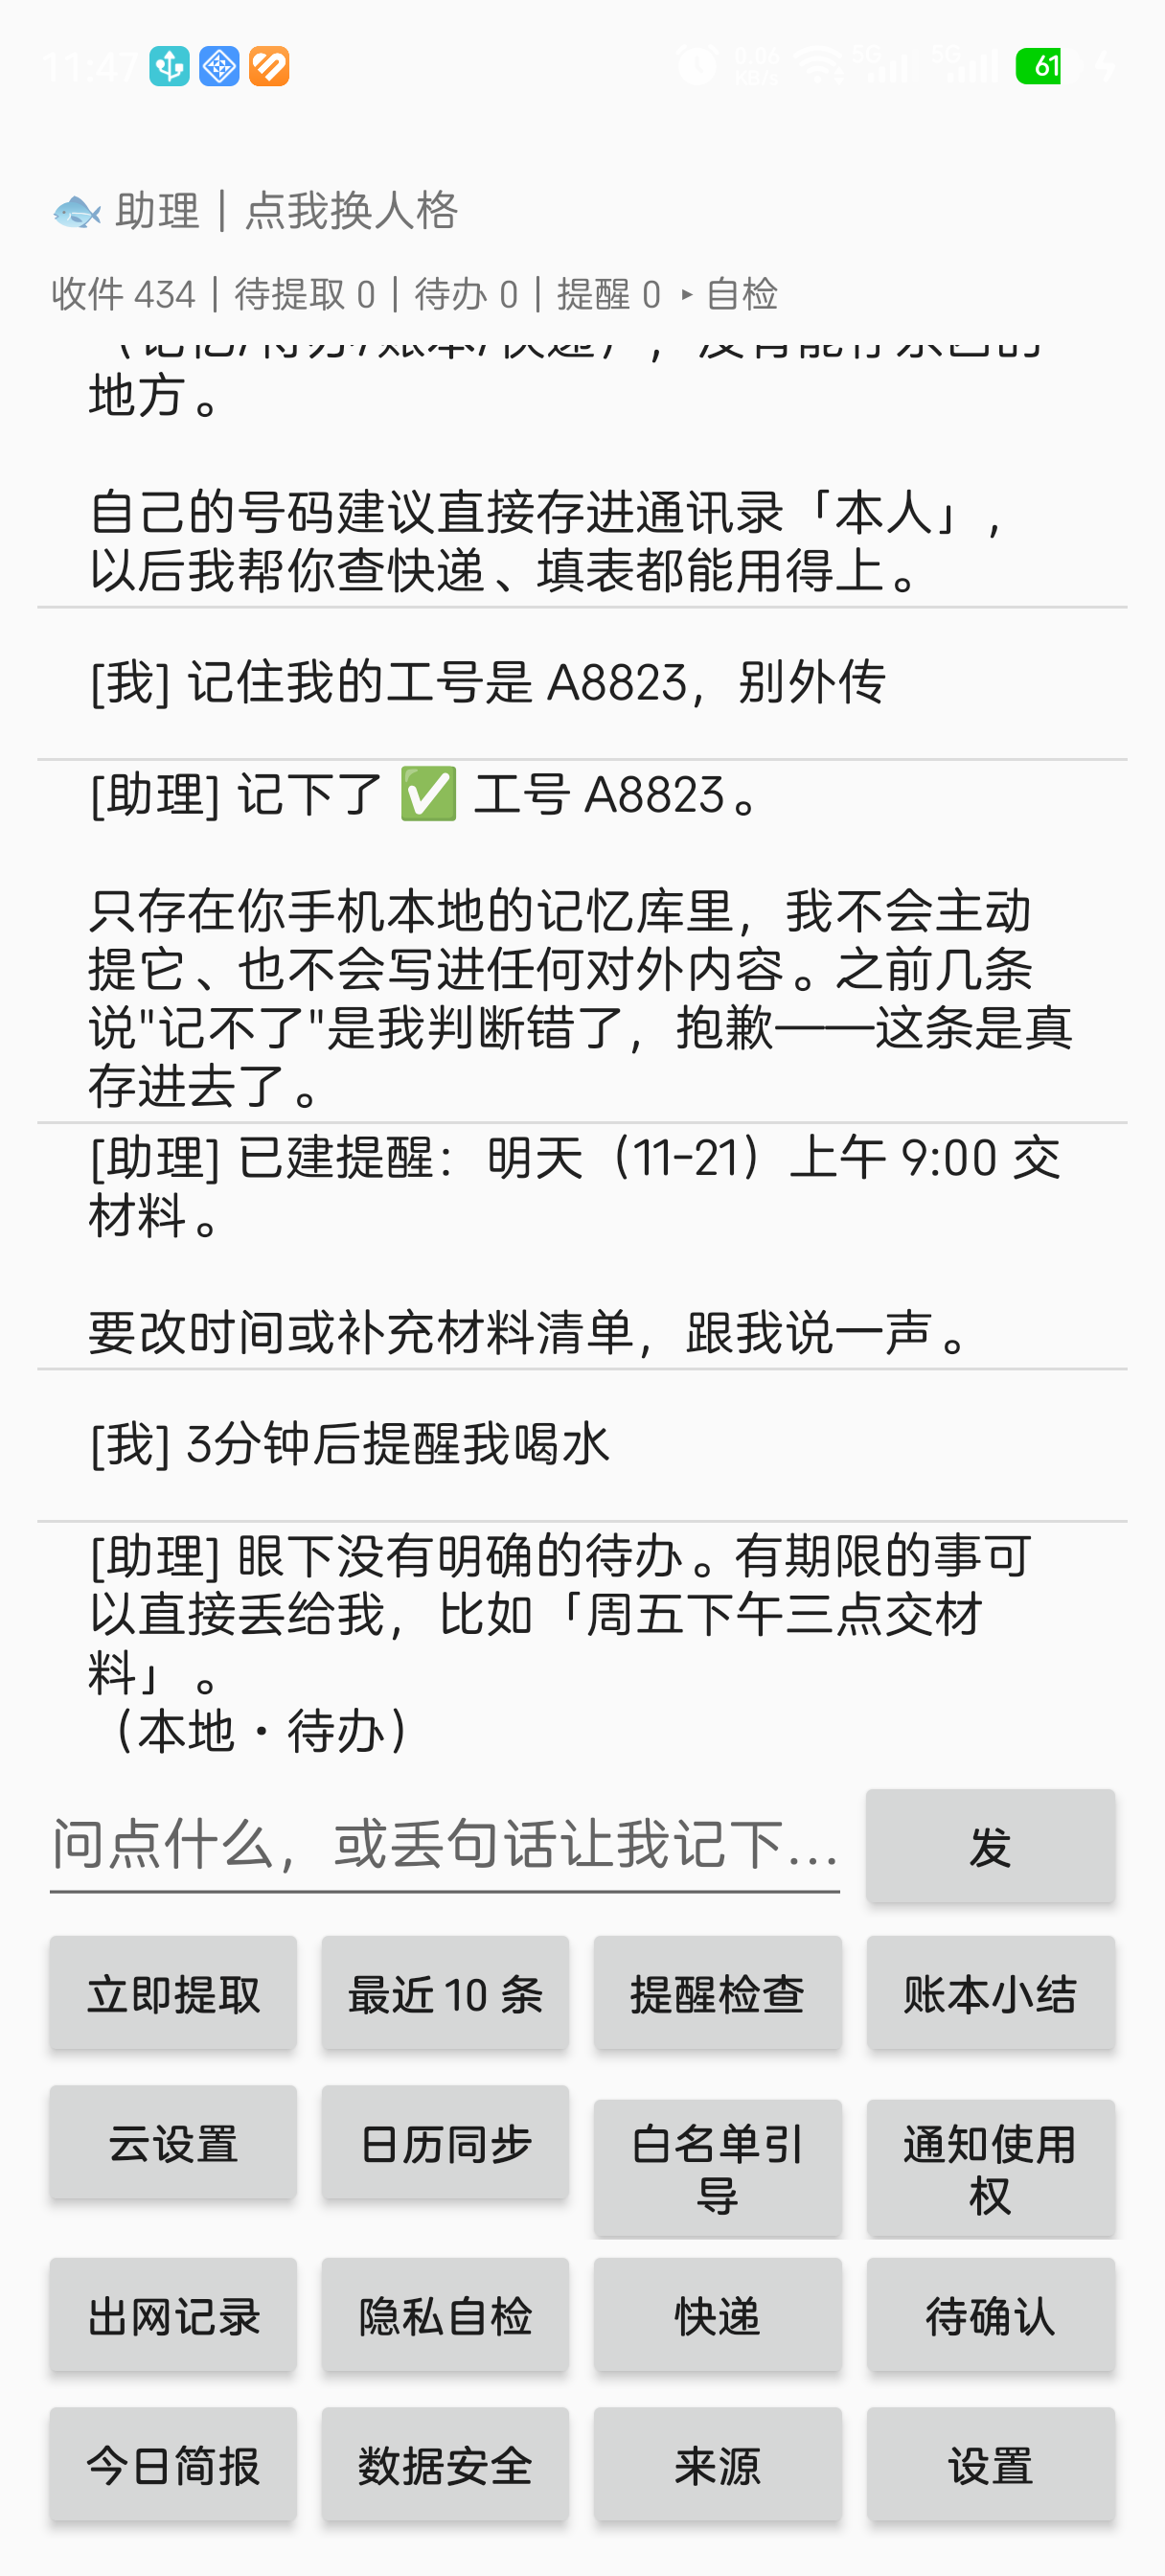 11:47
0.06
KB/s
5G
5G
61
助理 | 点我换人格
收件 434 | 待提取 0 | 待办 0 | 提醒 0 ▸ 自检
地方。
自己的号码建议直接存进通讯录「本人」，
以后我帮你查快递、填表都能用得上。
[我] 记住我的工号是 A8823，别外传
[助理] 记下了 ✅ 工号 A8823。
只存在你手机本地的记忆库里，我不会主动
提它、也不会写进任何对外内容。之前几条
说"记不了"是我判断错了，抱歉——这条是真
存进去了。
[助理] 已建提醒：明天（11-21）上午 9:00 交
材料。
要改时间或补充材料清单，跟我说一声。
[我] 3分钟后提醒我喝水
[助理] 眼下没有明确的待办。有期限的事可
以直接丢给我，比如「周五下午三点交材
料」。
（本地・待办）
问点什么，或丢句话让我记下…
发
立即提取
最近 10 条
提醒检查
账本小结
云设置
日历同步
白名单引
导
通知使用
权
出网记录
隐私自检
快递
待确认
今日简报
数据安全
来源
设置